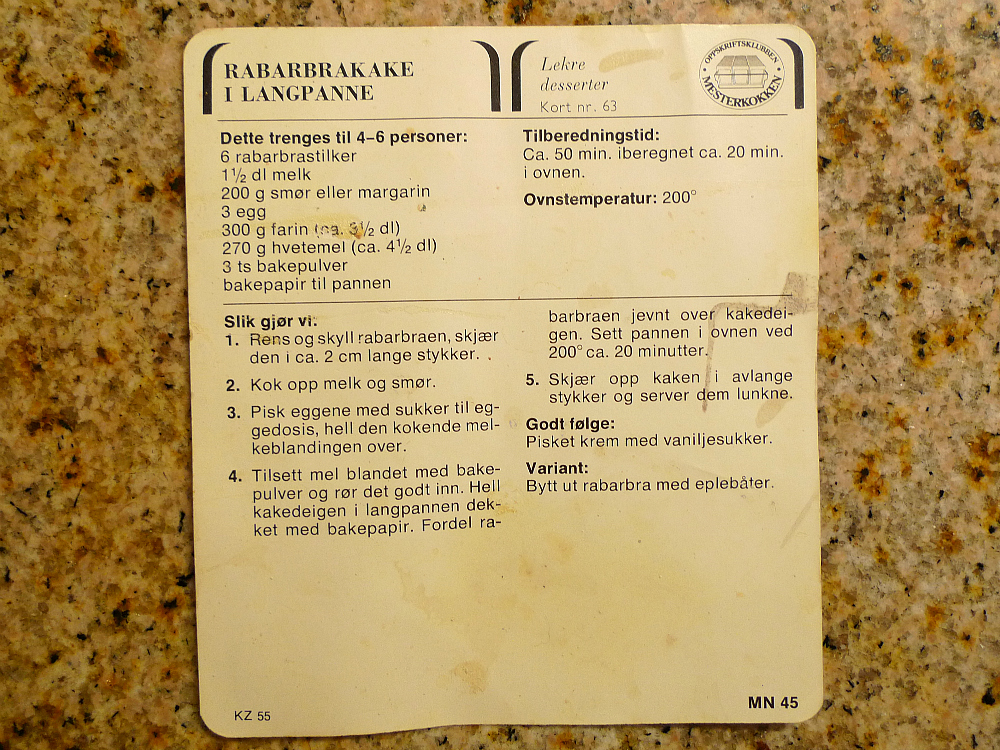 RABARBRAKAKE
I LANGPANNE
Lekre
desserter
Kort nr. 63
OPPSKRIFTSKLUBBEN
MESTERKOKKEN
Dette trenges til 4–6 personer:
6 rabarbrastilker
1½ dl melk
200 g smør eller margarin
3 egg
300 g farin (ca. 3½ dl)
270 g hvetemel (ca. 4½ dl)
3 ts bakepulver
bakepapir til pannen
Tilberedningstid:
Ca. 50 min. iberegnet ca. 20 min.
i ovnen.
Ovnstemperatur: 200°
Slik gjør vi:
1. Rens og skyll rabarbraen, skjær
den i ca. 2 cm lange stykker.
2. Kok opp melk og smør.
3. Pisk eggene med sukker til eg-
gedosis, hell den kokende mel-
keblandingen over.
4. Tilsett mel blandet med bake-
pulver og rør det godt inn. Hell
kakedeigen i langpannen dek-
ket med bakepapir. Fordel ra-
barbraen jevnt over kakedei-
gen. Sett pannen i ovnen ved
200° ca. 20 minutter.
5. Skjær opp kaken i avlange
stykker og server dem lunkne.
Godt følge:
Pisket krem med vaniljesukker.
Variant:
Bytt ut rabarbra med eplebåter.
KZ 55
MN 45